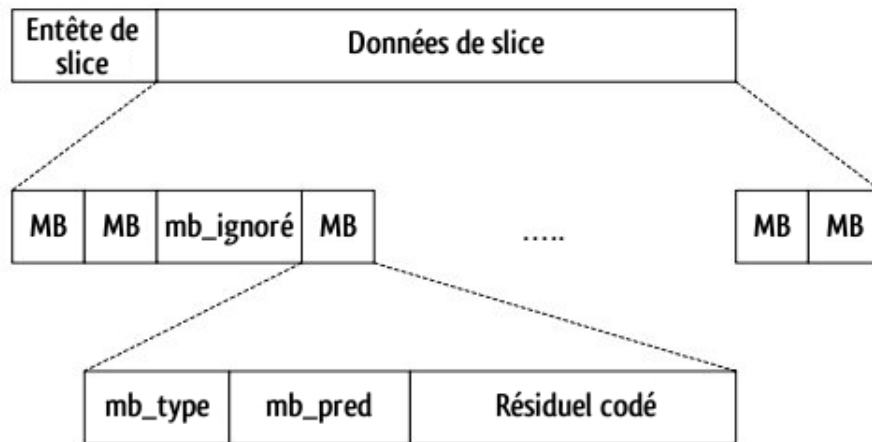 Entête de
slice
Données de slice
MB
MB
mb_ignoré
MB
.....
MB
MB
mb_type
mb_pred
Résiduel codé